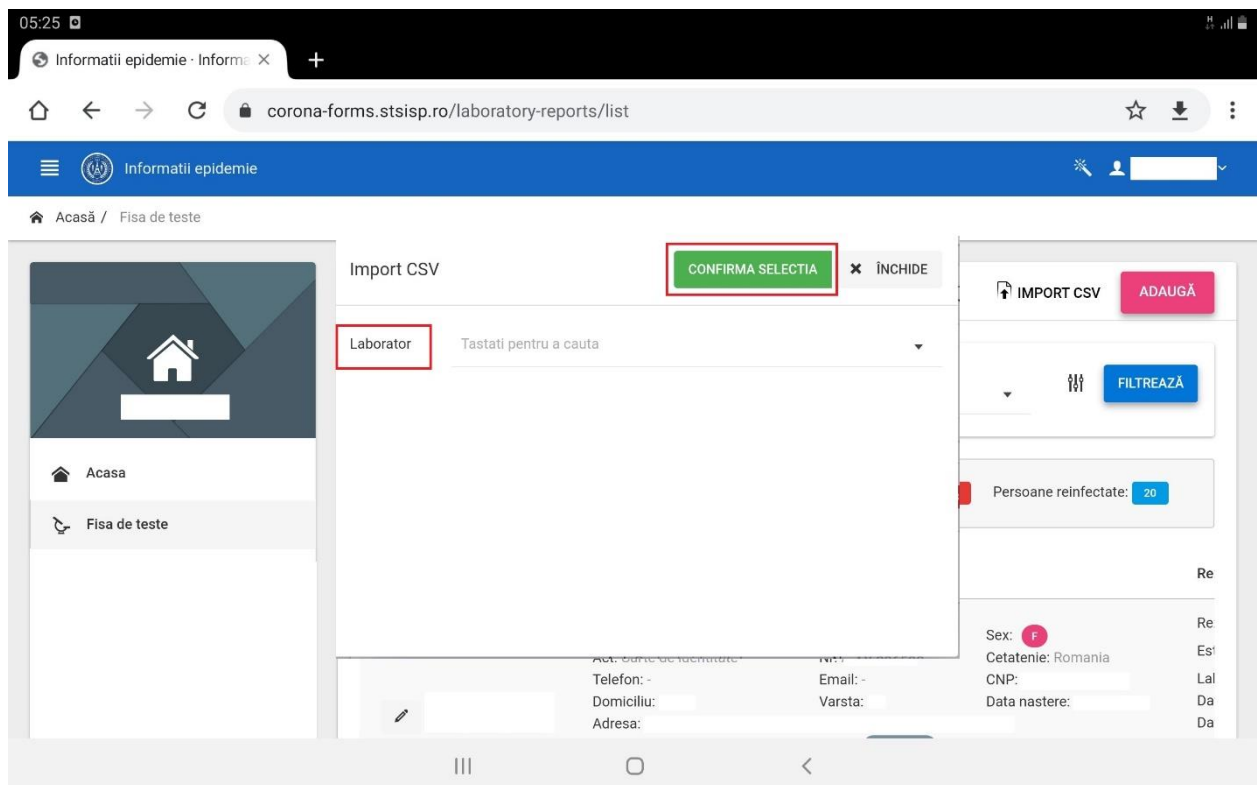 05:25
Informatii epidemie · Informa
corona-forms.stsisp.ro/laboratory-reports/list
Informatii epidemie
Acasă / Fisa de teste
Import CSV
CONFIRMA SELECTIA
ÎNCHIDE
IMPORT CSV
ADAUGĂ
Laborator
Tastati pentru a cauta
FILTREAZĂ
Acasa
Persoane reinfectate: 20
Fisa de teste
Re
Sex: F
Re
Cetatenie: Romania
Telefon: -
Email: -
CNP:
Domiciliu:
Varsta:
Data nastere:
Da
Adresa:
Da